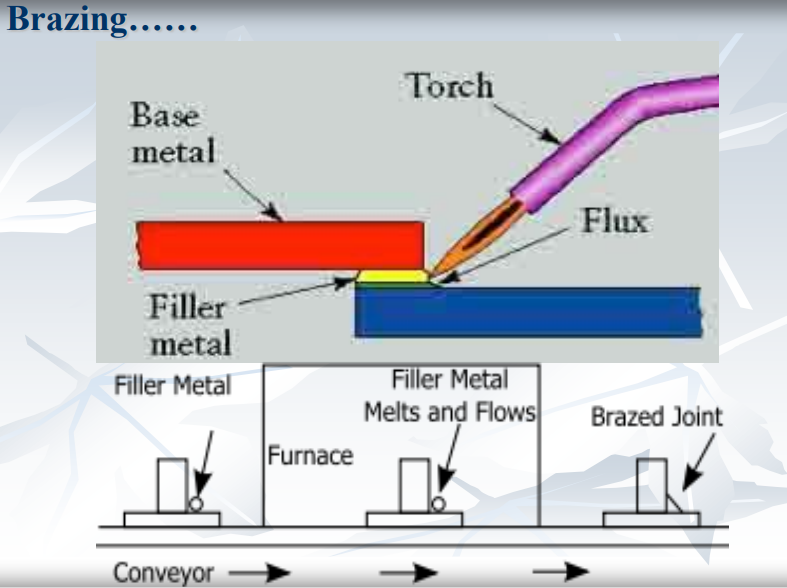 Brazing……
Torch
Base
metal
Flux
Filler
metal
Filler Metal
Filler Metal
Melts and Flows
Brazed Joint
Furnace
Conveyor